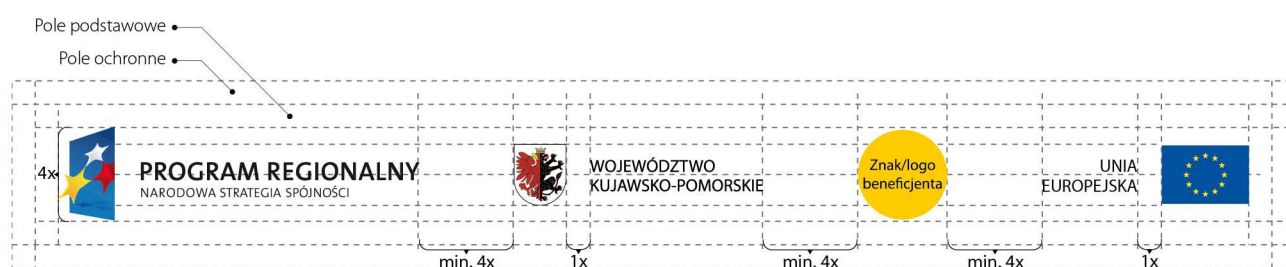 Pole podstawowe
Pole ochronne
4x
PROGRAM REGIONALNY
NARODOWA STRATEGIA SPÓJNOŚCI
WOJEWÓDZTWO
KUJAWSKO-POMORSKIE
Znak/logo
beneficjenta
UNIA
EUROPEJSKA
min. 4x
1x
min. 4x
min. 4x
1x